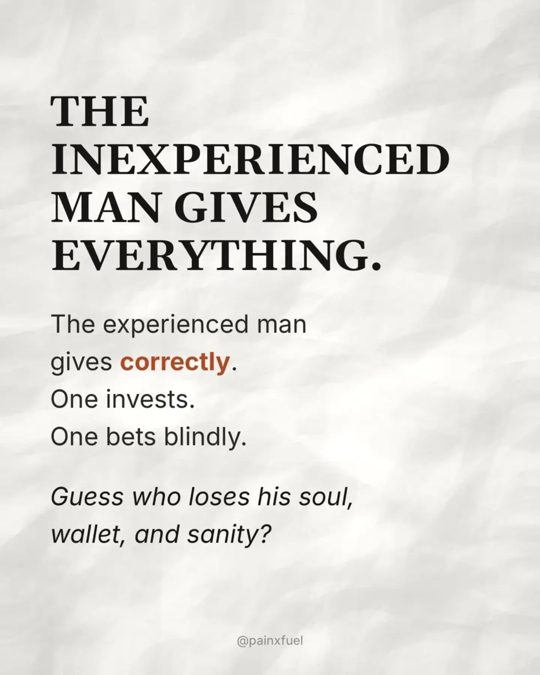 THE
INEXPERIENCED
MAN GIVES
EVERYTHING.
The experienced man
gives correctly.
One invests.
One bets blindly.
Guess who loses his soul,
wallet, and sanity?
@painxfuel